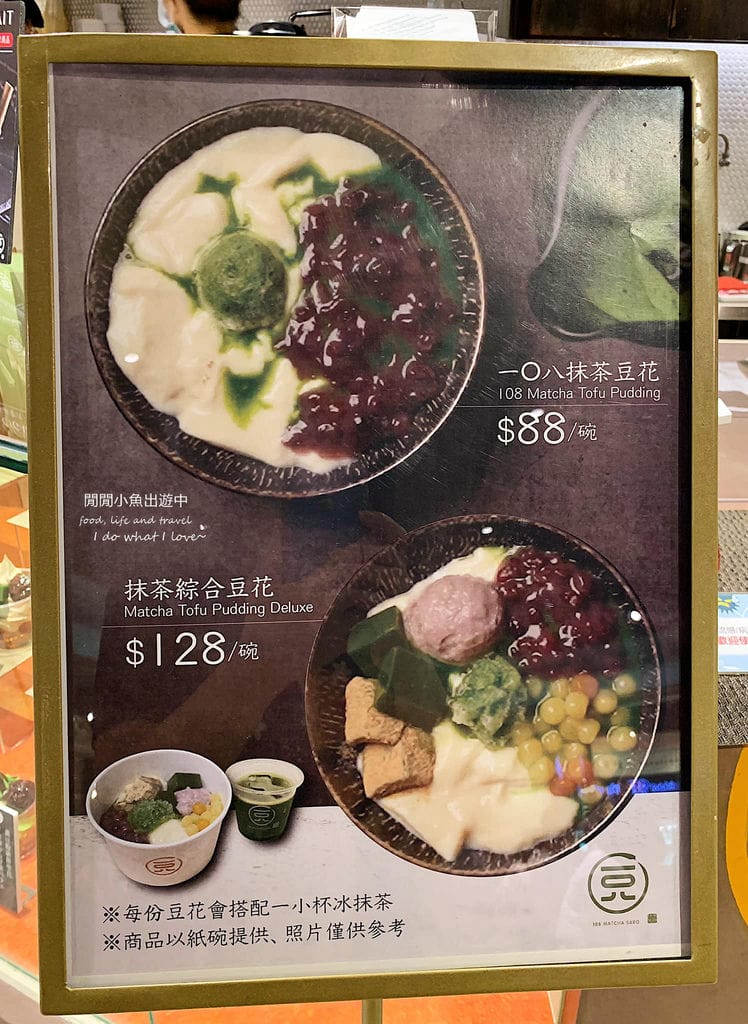 AIT
一〇八抹茶豆花
108 Matcha Tofu Pudding
$88/碗
閒閒小魚出遊中
food, life and travel
I do what I love~
抹茶綜合豆花
Matcha Tofu Pudding Deluxe
$128/碗
※每份豆花會搭配一小杯冰抹茶
※商品以紙碗提供、照片僅供參考
108 MATCHA SARO